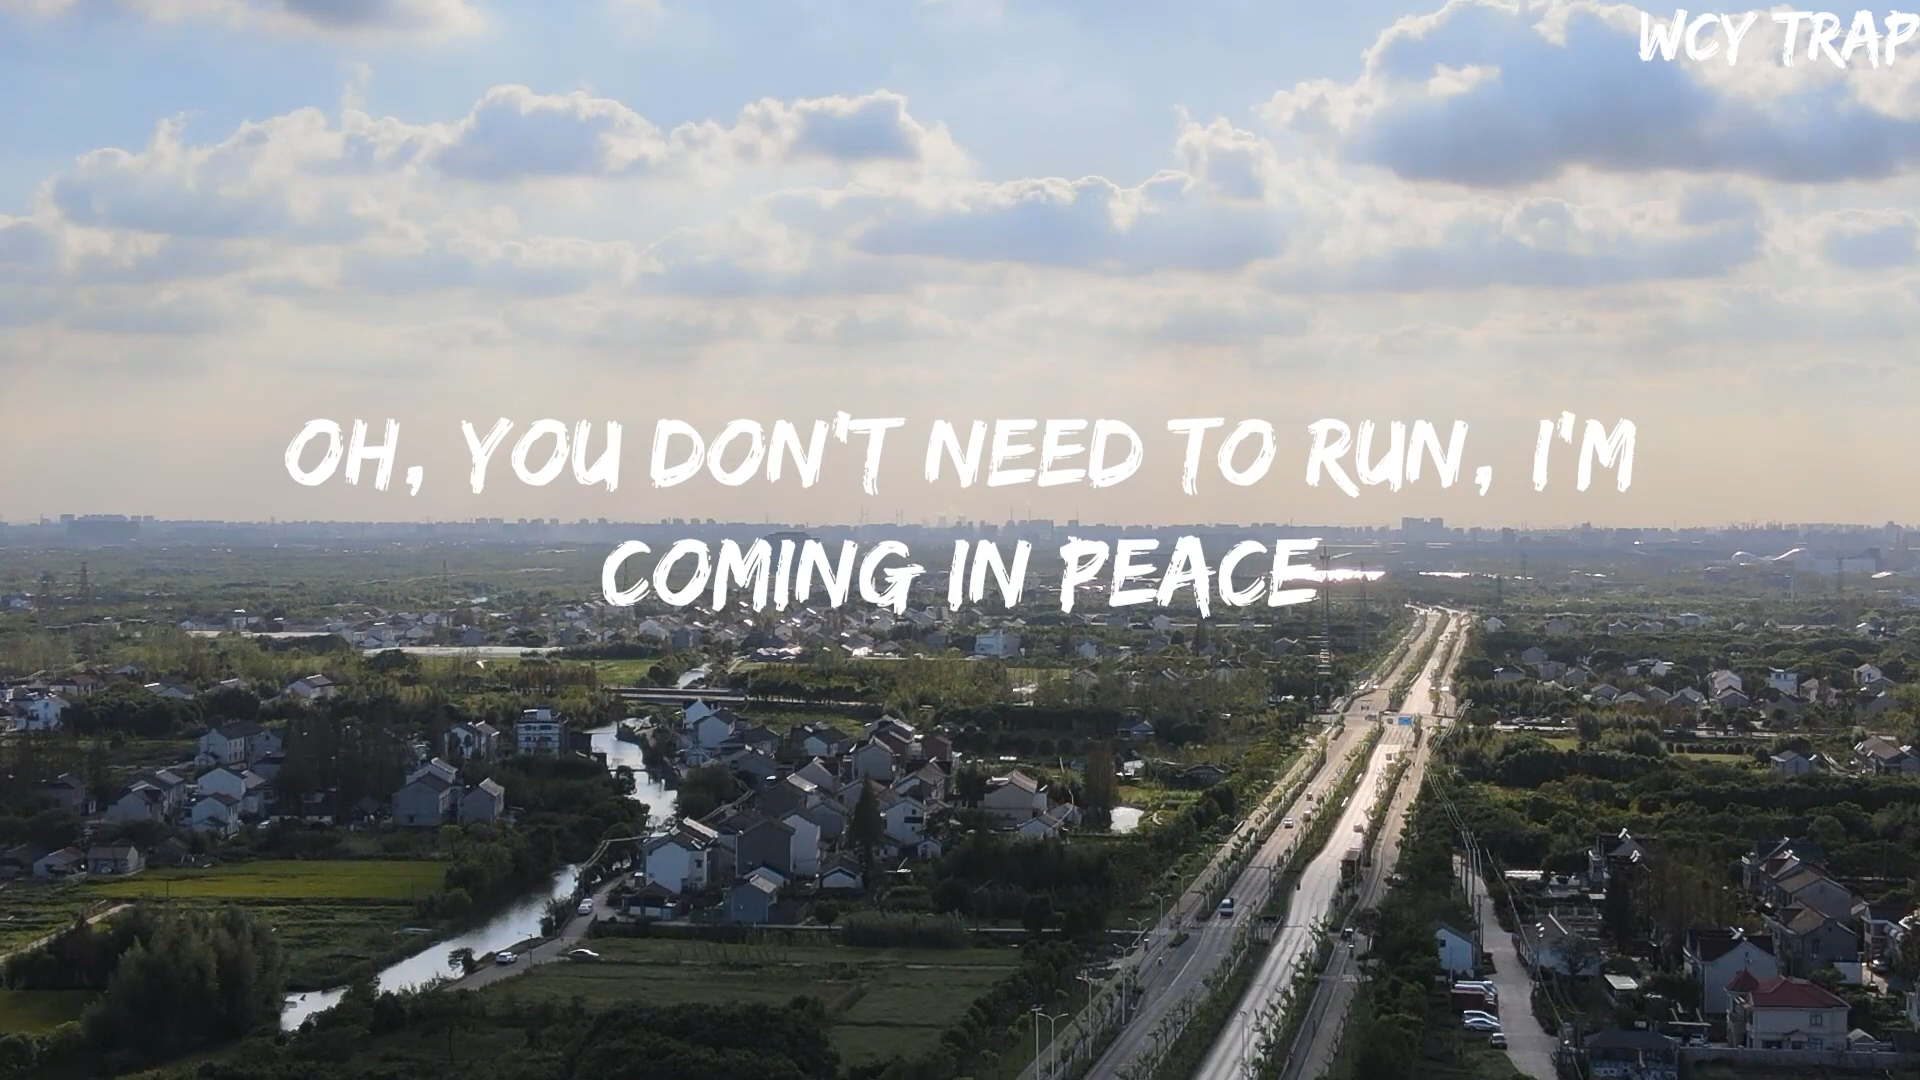 WCY TRAP
OH, YOU DON'T NEED TO RUN, I'M
COMING IN PEACE